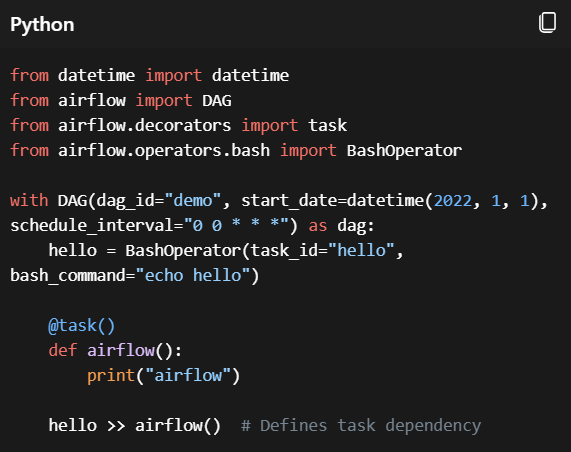 Python
from datetime import datetime
from airflow import DAG
from airflow.decorators import task
from airflow.operators.bash import BashOperator

with DAG(dag_id="demo", start_date=datetime(2022, 1, 1),
schedule_interval="0 0 * * *") as dag:
    hello = BashOperator(task_id="hello",
bash_command="echo hello")

    @task()
    def airflow():
        print("airflow")

    hello >> airflow()  # Defines task dependency